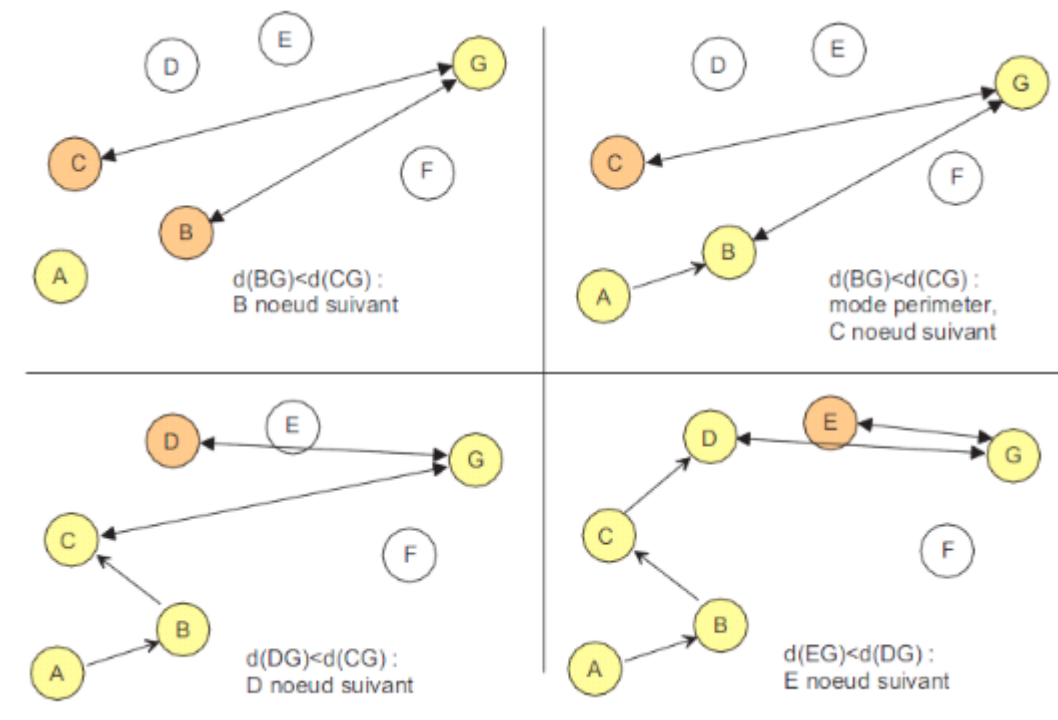 E
D
G
C
F
B
A
d(BG)<d(CG) :
B noeud suivant
E
D
G
C
F
B
A
d(BG)<d(CG) :
mode perimeter,
C noeud suivant
E
D
G
C
F
B
A
d(DG)<d(CG) :
D noeud suivant
E
D
G
C
F
B
A
d(EG)<d(DG) :
E noeud suivant